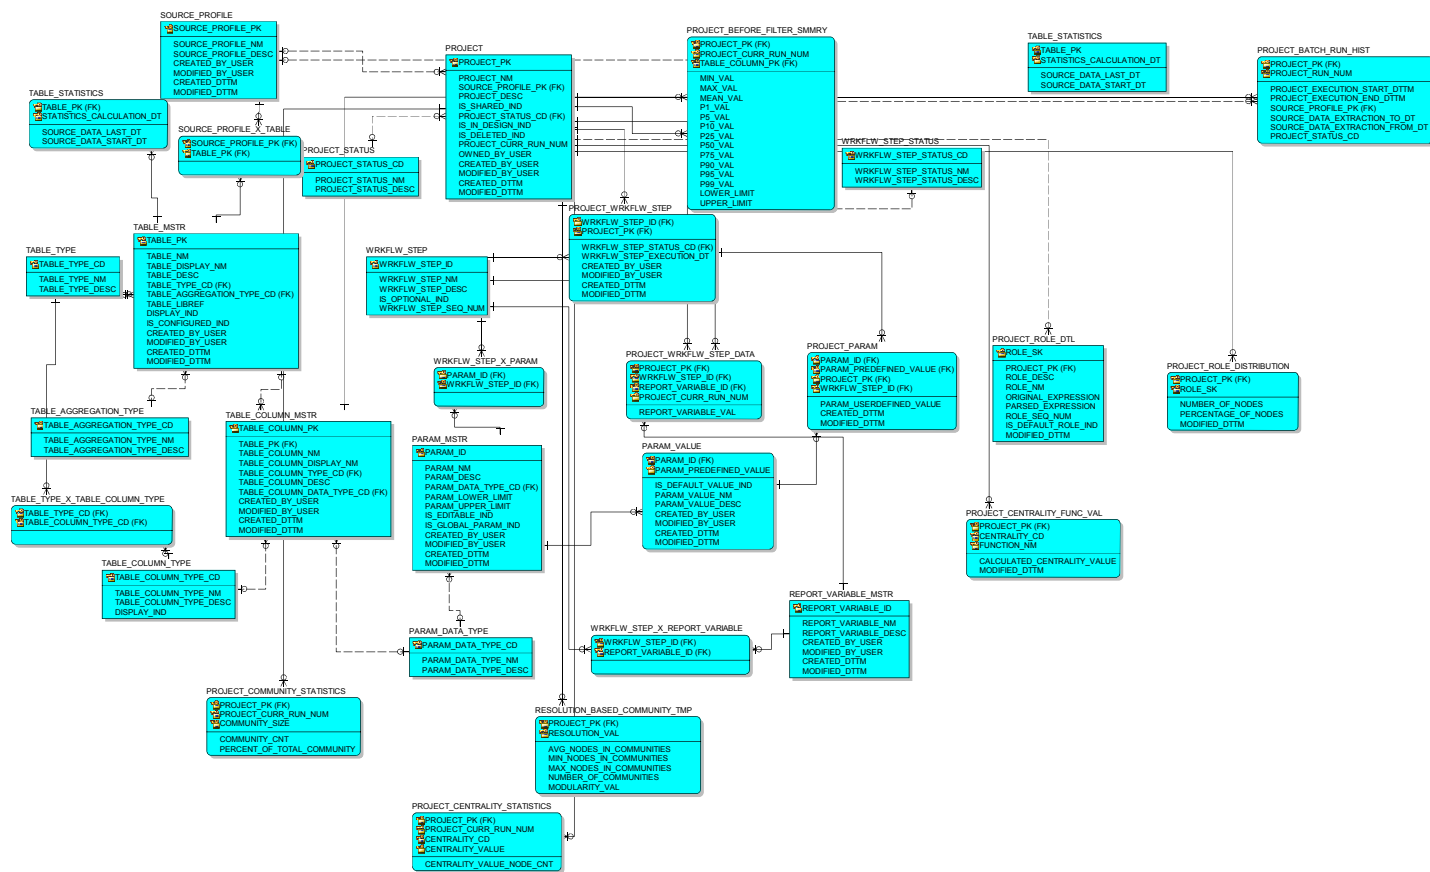 SOURCE_PROFILE
SOURCE_PROFILE_PK
SOURCE_PROFILE_NM
SOURCE_PROFILE_DESC
CREATED_BY_USER
MODIFIED_BY_USER
CREATED_DTTM
MODIFIED_DTTM
PROJECT
PROJECT_PK
PROJECT_NM
SOURCE_PROFILE_PK (FK)
PROJECT_DESC
IS_SHARED_IND
PROJECT_STATUS_CD (FK)
IS_IN_DESIGN_IND
IS_DELETED_IND
PROJECT_CURR_RUN_NUM
OWNED_BY_USER
CREATED_BY_USER
MODIFIED_BY_USER
CREATED_DTTM
MODIFIED_DTTM
PROJECT_BEFORE_FILTER_SMMRY
PROJECT_PK (FK)
PROJECT_CURR_RUN_NUM
TABLE_COLUMN_PK (FK)
MIN_VAL
MAX_VAL
MEAN_VAL
P1_VAL
P5_VAL
P10_VAL
P25_VAL
P50_VAL
P75_VAL
P90_VAL
P95_VAL
P99_VAL
LOWER_LIMIT
UPPER_LIMIT
TABLE_STATISTICS
TABLE_PK
STATISTICS_CALCULATION_DT
SOURCE_DATA_LAST_DT
SOURCE_DATA_START_DT
PROJECT_BATCH_RUN_HIST
PROJECT_PK (FK)
PROJECT_RUN_NUM
PROJECT_EXECUTION_START_DTTM
PROJECT_EXECUTION_END_DTTM
SOURCE_PROFILE_PK (FK)
SOURCE_DATA_EXTRACTION_TO_DT
SOURCE_DATA_EXTRACTION_FROM_DT
PROJECT_STATUS_CD
TABLE_STATISTICS
TABLE_PK (FK)
STATISTICS_CALCULATION_DT
SOURCE_DATA_LAST_DT
SOURCE_DATA_START_DT
SOURCE_PROFILE_X_TABLE
SOURCE_PROFILE_PK (FK)
TABLE_PK (FK)
PROJECT_STATUS
PROJECT_STATUS_CD
PROJECT_STATUS_NM
PROJECT_STATUS_DESC
WRKFLW_STEP_STATUS
WRKFLW_STEP_STATUS_CD
WRKFLW_STEP_STATUS_NM
WRKFLW_STEP_STATUS_DESC
TABLE_TYPE
TABLE_TYPE_CD
TABLE_TYPE_NM
TABLE_TYPE_DESC
TABLE_MSTR
TABLE_PK
TABLE_NM
TABLE_DISPLAY_NM
TABLE_DESC
TABLE_TYPE_CD (FK)
TABLE_AGGREGATION_TYPE_CD (FK)
TABLE_LIBREF
DISPLAY_IND
IS_CONFIGURED_IND
CREATED_BY_USER
MODIFIED_BY_USER
CREATED_DTTM
MODIFIED_DTTM
WRKFLW_STEP
WRKFLW_STEP_ID
WRKFLW_STEP_NM
WRKFLW_STEP_DESC
IS_OPTIONAL_IND
WRKFLW_STEP_SEQ_NUM
PROJECT_WRKFLW_STEP
WRKFLW_STEP_ID (FK)
PROJECT_PK (FK)
WRKFLW_STEP_STATUS_CD (FK)
WRKFLW_STEP_EXECUTION_DT
CREATED_BY_USER
MODIFIED_BY_USER
CREATED_DTTM
MODIFIED_DTTM
WRKFLW_STEP_X_PARAM
PARAM_ID (FK)
WRKFLW_STEP_ID (FK)
PROJECT_WRKFLW_STEP_DATA
PROJECT_PK (FK)
WRKFLW_STEP_ID (FK)
REPORT_VARIABLE_ID (FK)
PROJECT_CURR_RUN_NUM
REPORT_VARIABLE_VAL
PROJECT_PARAM
PARAM_ID (FK)
PARAM_PREDEFINED_VALUE (FK)
PROJECT_PK (FK)
WRKFLW_STEP_ID (FK)
PARAM_USERDEFINED_VALUE
CREATED_DTTM
MODIFIED_DTTM
PROJECT_ROLE_DTL
ROLE_SK
PROJECT_PK (FK)
ROLE_DESC
ROLE_NM
ORIGINAL_EXPRESSION
PARSED_EXPRESSION
ROLE_SEQ_NUM
IS_DEFAULT_ROLE_IND
MODIFIED_DTTM
PROJECT_ROLE_DISTRIBUTION
PROJECT_PK (FK)
ROLE_SK
NUMBER_OF_NODES
PERCENTAGE_OF_NODES
MODIFIED_DTTM
TABLE_AGGREGATION_TYPE
TABLE_AGGREGATION_TYPE_CD
TABLE_AGGREGATION_TYPE_NM
TABLE_AGGREGATION_TYPE_DESC
TABLE_COLUMN_MSTR
TABLE_COLUMN_PK
TABLE_PK (FK)
TABLE_COLUMN_NM
TABLE_COLUMN_DISPLAY_NM
TABLE_COLUMN_TYPE_CD (FK)
TABLE_COLUMN_DESC
TABLE_COLUMN_DATA_TYPE_CD (FK)
CREATED_BY_USER
MODIFIED_BY_USER
CREATED_DTTM
MODIFIED_DTTM
PARAM_MSTR
PARAM_ID
PARAM_NM
PARAM_DESC
PARAM_DATA_TYPE_CD (FK)
PARAM_LOWER_LIMIT
PARAM_UPPER_LIMIT
IS_EDITABLE_IND
IS_GLOBAL_PARAM_IND
CREATED_BY_USER
MODIFIED_BY_USER
CREATED_DTTM
MODIFIED_DTTM
PARAM_VALUE
PARAM_ID (FK)
PARAM_PREDEFINED_VALUE
IS_DEFAULT_VALUE_IND
PARAM_VALUE_NM
PARAM_VALUE_DESC
CREATED_BY_USER
MODIFIED_BY_USER
CREATED_DTTM
MODIFIED_DTTM
TABLE_TYPE_X_TABLE_COLUMN_TYPE
TABLE_TYPE_CD (FK)
TABLE_COLUMN_TYPE_CD (FK)
PROJECT_CENTRALITY_FUNC_VAL
PROJECT_PK (FK)
CENTRALITY_CD
FUNCTION_NM
CALCULATED_CENTRALITY_VALUE
MODIFIED_DTTM
TABLE_COLUMN_TYPE
TABLE_COLUMN_TYPE_CD
TABLE_COLUMN_TYPE_NM
TABLE_COLUMN_TYPE_DESC
DISPLAY_IND
PARAM_DATA_TYPE
PARAM_DATA_TYPE_CD
PARAM_DATA_TYPE_NM
PARAM_DATA_TYPE_DESC
WRKFLW_STEP_X_REPORT_VARIABLE
WRKFLW_STEP_ID (FK)
REPORT_VARIABLE_ID (FK)
REPORT_VARIABLE_MSTR
REPORT_VARIABLE_ID
REPORT_VARIABLE_NM
REPORT_VARIABLE_DESC
CREATED_BY_USER
MODIFIED_BY_USER
CREATED_DTTM
MODIFIED_DTTM
PROJECT_COMMUNITY_STATISTICS
PROJECT_PK (FK)
PROJECT_CURR_RUN_NUM
COMMUNITY_SIZE
COMMUNITY_CNT
PERCENT_OF_TOTAL_COMMUNITY
RESOLUTION_BASED_COMMUNITY_TMP
PROJECT_PK (FK)
RESOLUTION_VAL
AVG_NODES_IN_COMMUNITIES
MIN_NODES_IN_COMMUNITIES
MAX_NODES_IN_COMMUNITIES
NUMBER_OF_COMMUNITIES
MODULARITY_VAL
PROJECT_CENTRALITY_STATISTICS
PROJECT_PK (FK)
PROJECT_CURR_RUN_NUM
CENTRALITY_CD
CENTRALITY_VALUE
CENTRALITY_VALUE_NODE_CNT